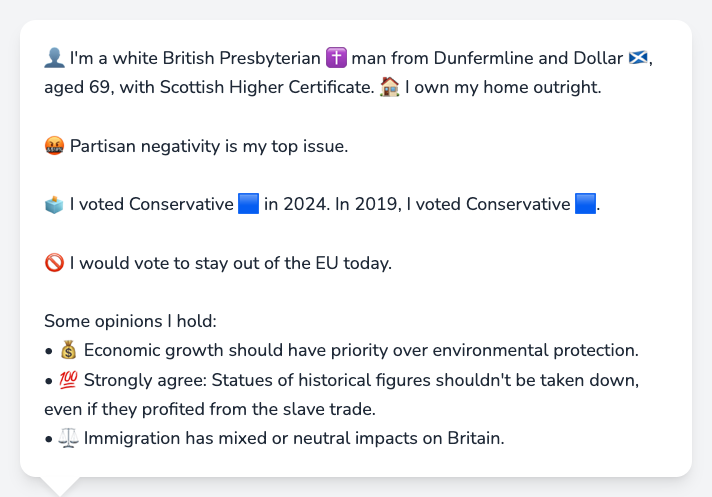 👤 I'm a white British Presbyterian ✝️ man from Dunfermline and Dollar 🏴󠁧󠁢󠁳󠁣󠁴󠁿,
aged 69, with Scottish Higher Certificate. 🏠 I own my home outright.
🤬 Partisan negativity is my top issue.
🗳️ I voted Conservative 🟦 in 2024. In 2019, I voted Conservative 🟦.
🚫 I would vote to stay out of the EU today.
Some opinions I hold:
• 💰 Economic growth should have priority over environmental protection.
• 💯 Strongly agree: Statues of historical figures shouldn't be taken down,
even if they profited from the slave trade.
• ⚖️ Immigration has mixed or neutral impacts on Britain.